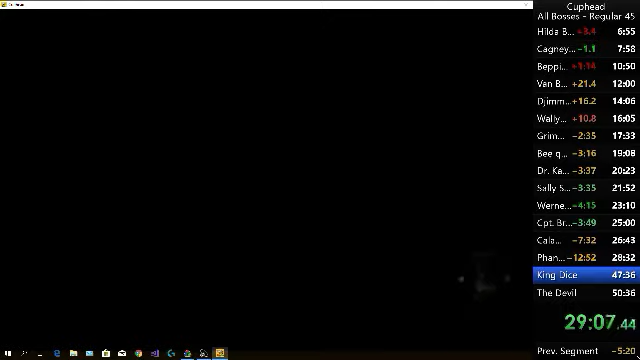 Cuphead
All Bosses - Regular 45
Hilda B... +3.4 6:55
Cagney... -1.1 7:58
Beppi... +1:14 10:50
Van B... +21.4 12:00
Djimm... +16.2 14:06
Wally... +10.8 16:05
Grim... -2:35 17:33
Bee q... -3:16 19:08
Dr. Ka... -3:37 20:23
Sally S... -3:35 21:52
Werne... -4:15 23:10
Cpt. Br... -3:49 25:00
Cala... -7:32 26:43
Phan... -12:52 28:32
King Dice 47:36
The Devil 50:36
29:07.44
Prev. Segment -5:20